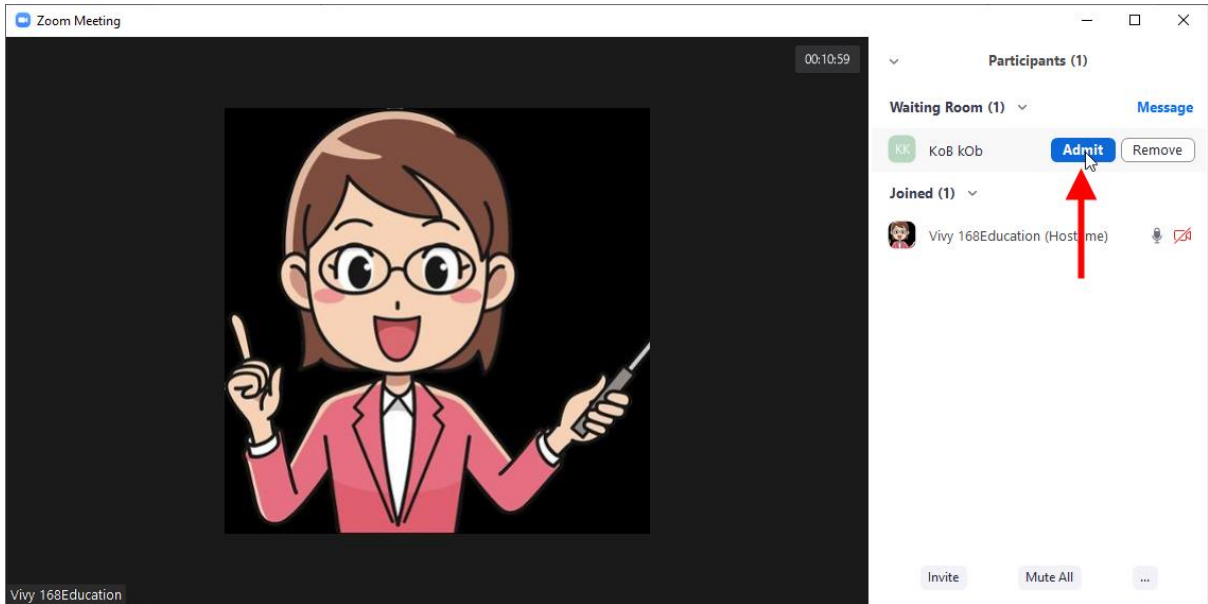 Zoom Meeting
00:10:59
Participants (1)
Waiting Room (1)
Message
KK
KoB kOb
Admit
Remove
Joined (1)
Vivy 168Education (Host, me)
Invite
Mute All
...
Vivy 168Education